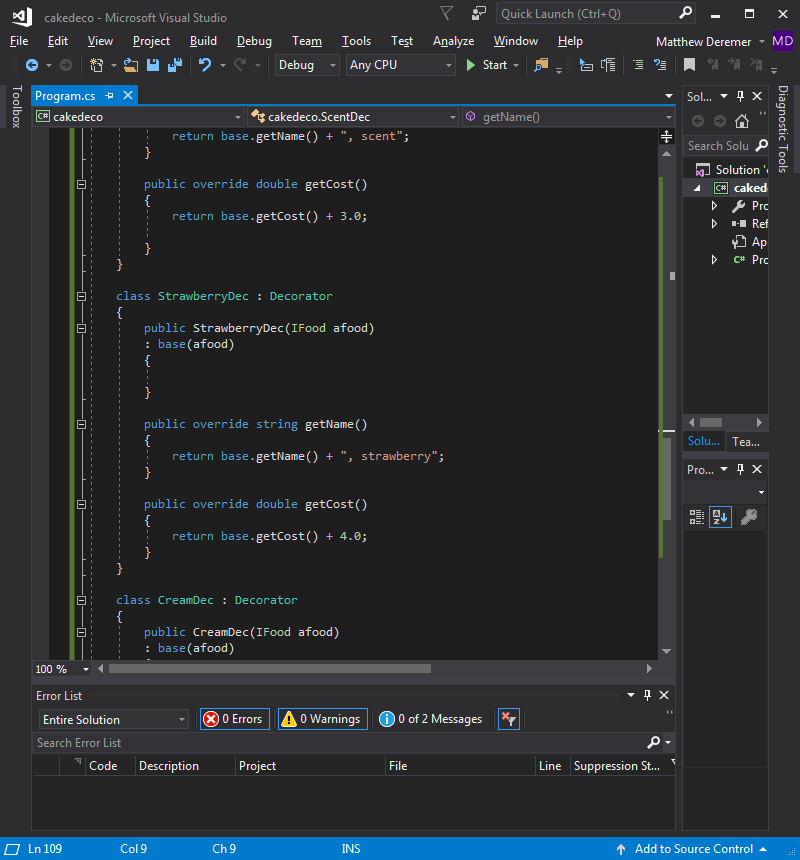 cakedeco - Microsoft Visual Studio
Quick Launch (Ctrl+Q)
File Edit View Project Build Debug Team Tools Test Analyze Window Help Matthew Deremer MD
Debug Any CPU Start
Toolbox
Program.cs
cakedeco cakedeco.ScentDec getName()
return base.getName() + ", scent";
}
public override double getCost()
{
return base.getCost() + 3.0;
}
}
class StrawberryDec : Decorator
{
public StrawberryDec(IFood afood)
: base(afood)
{
}
public override string getName()
{
return base.getName() + ", strawberry";
}
public override double getCost()
{
return base.getCost() + 4.0;
}
}
class CreamDec : Decorator
{
public CreamDec(IFood afood)
: base(afood)
100 %
Sol...
Search Solu
Solution '
C# caked
Pro
Ref
Ap
C# Pro
Solu... Tea...
Pro...
Diagnostic Tools
Error List
Entire Solution 0 Errors 0 Warnings 0 of 2 Messages
Search Error List
Code Description Project File Line Suppression St...
Ln 109 Col 9 Ch 9 INS Add to Source Control